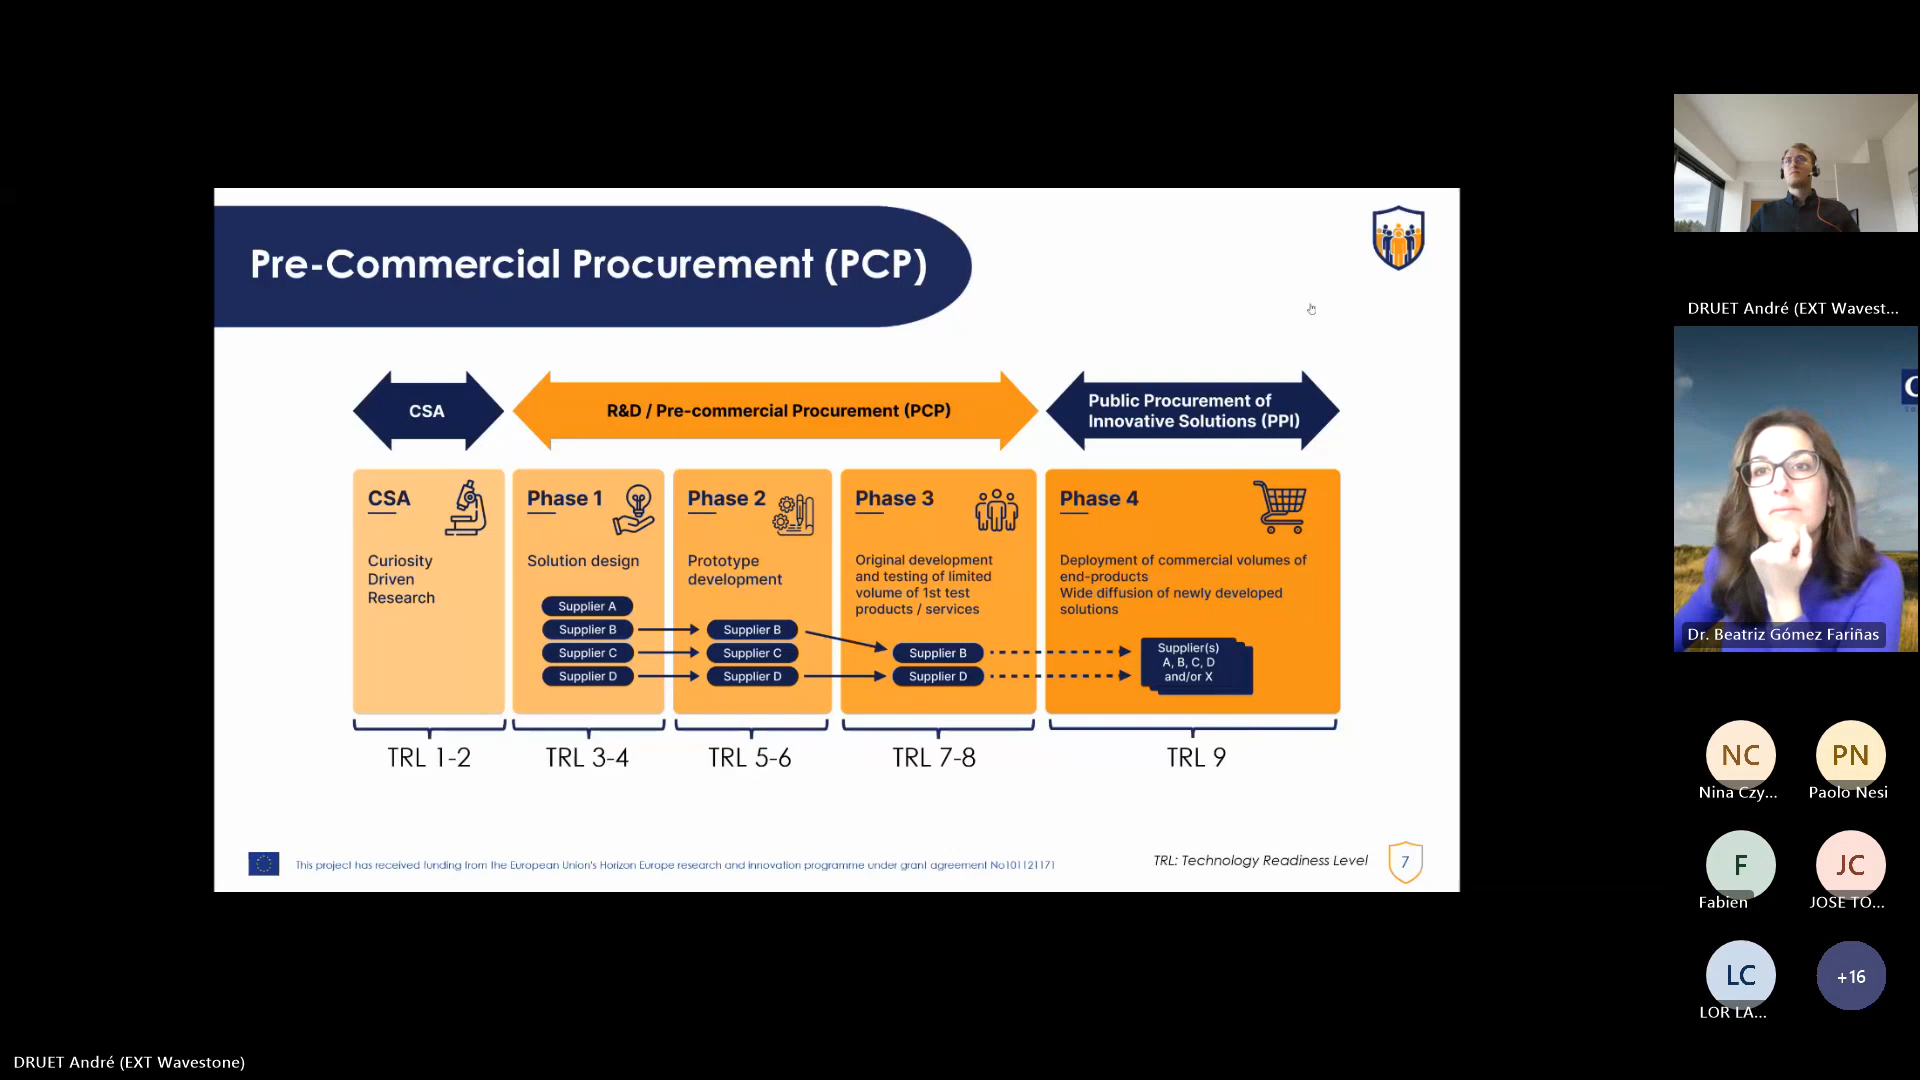 Pre-Commercial Procurement (PCP)
CSA
R&D / Pre-commercial Procurement (PCP)
Public Procurement of
Innovative Solutions (PPI)
CSA
Curiosity
Driven
Research
Phase 1
Solution design
Supplier A
Supplier B
Supplier C
Supplier D
Phase 2
Prototype
development
Supplier B
Supplier C
Supplier D
Phase 3
Original development
and testing of limited
volume of 1st test
products / services
Supplier B
Supplier D
Phase 4
Deployment of commercial volumes of
end-products
Wide diffusion of newly developed
solutions
Supplier(s)
A, B, C, D
and/or X
TRL 1-2
TRL 3-4
TRL 5-6
TRL 7-8
TRL 9
This project has received funding from the European Union's Horizon Europe research and innovation programme under grant agreement No101121171
TRL: Technology Readiness Level
7
DRUET André (EXT Wavest...
Dr. Beatriz Gómez Fariñas
NC
Nina Czy...
PN
Paolo Nesi
F
Fabien
JC
JOSE TO...
LC
LOR LA...
+16
DRUET André (EXT Wavestone)